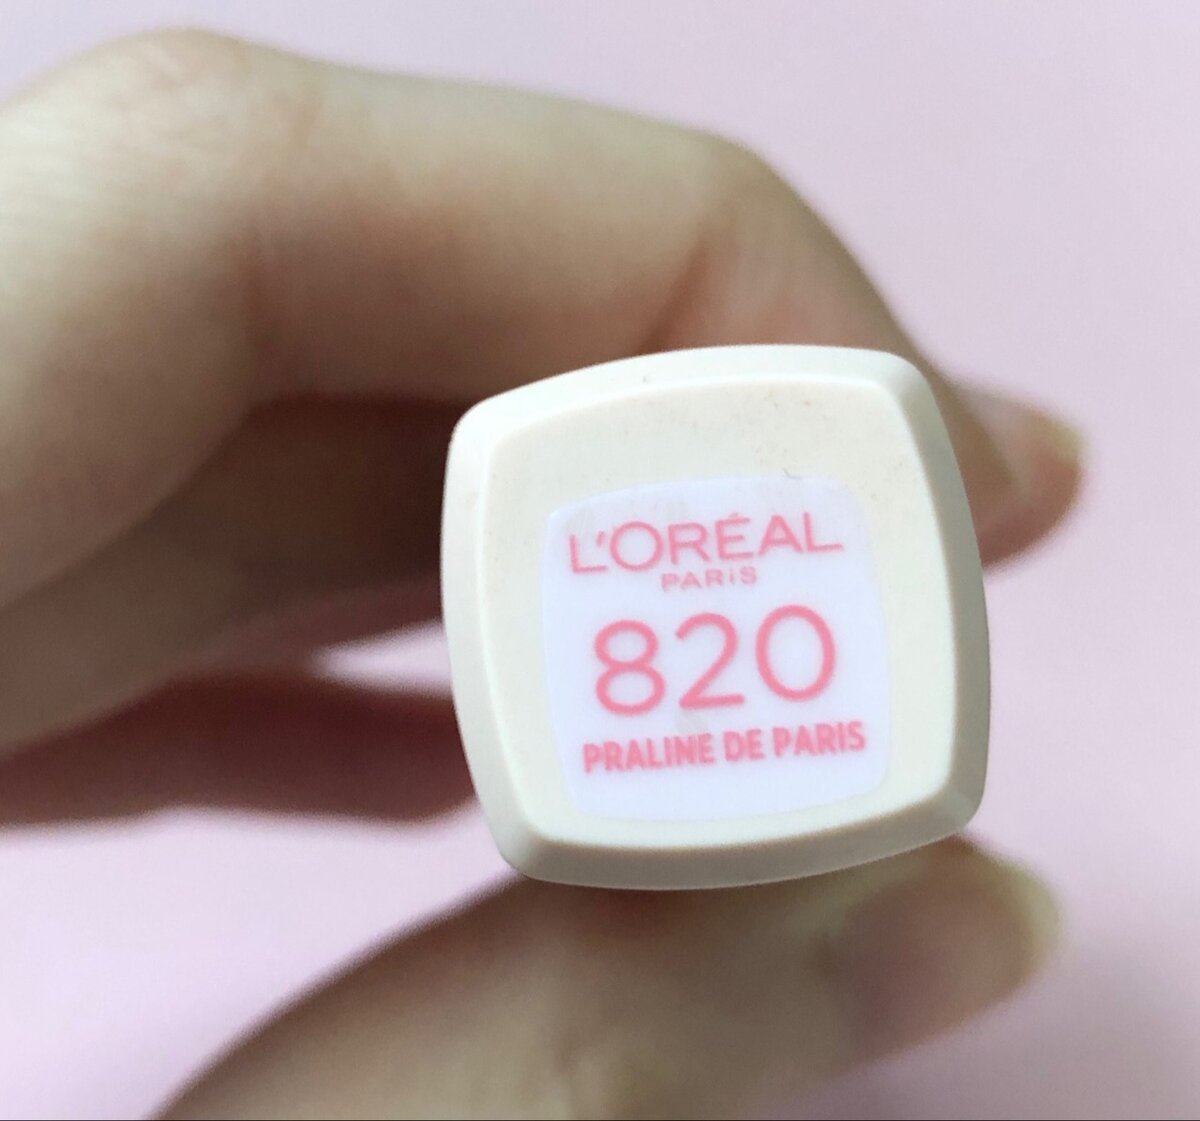 L'ORÉAL
PARiS
820
PRALINE DE PARIS